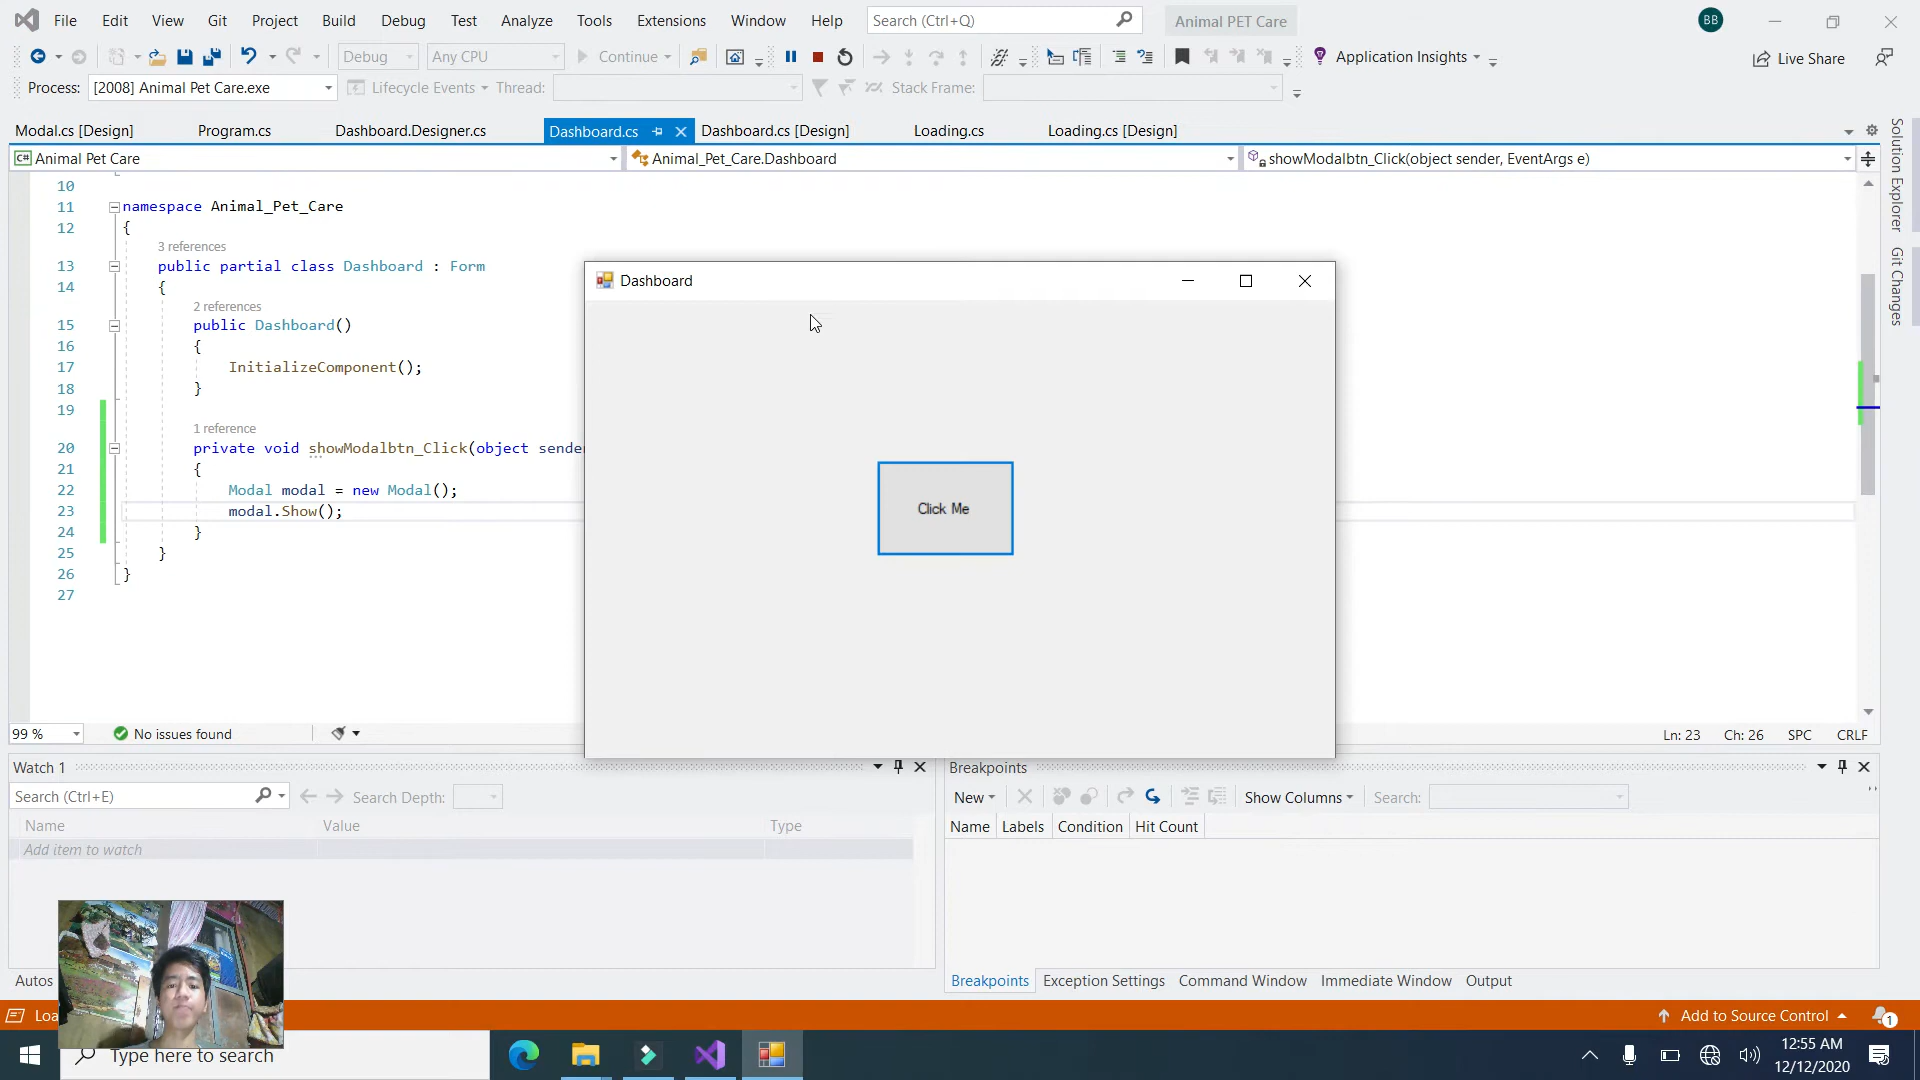 File Edit View Git Project Build Debug Test Analyze Tools Extensions Window Help Search (Ctrl+Q) Animal PET Care BB
Debug Any CPU Continue Application Insights Live Share
Process: [2008] Animal Pet Care.exe Lifecycle Events Thread: Stack Frame:
Modal.cs [Design] Program.cs Dashboard.Designer.cs Dashboard.cs Dashboard.cs [Design] Loading.cs Loading.cs [Design]
C# Animal Pet Care Animal_Pet_Care.Dashboard showModalbtn_Click(object sender, EventArgs e)
Solution Explorer
Git Changes
10
11 namespace Animal_Pet_Care
12 {
3 references
13 public partial class Dashboard : Form
14 {
2 references
15 public Dashboard()
16 {
17 InitializeComponent();
18 }
19
1 reference
20 private void showModalbtn_Click(object sende
21 {
22 Modal modal = new Modal();
23 modal.Show();
24 }
25 }
26 }
27
Dashboard
Click Me
99 % No issues found Ln: 23 Ch: 26 SPC CRLF
Watch 1
Search (Ctrl+E) Search Depth:
Name Value Type
Add item to watch
Autos
Breakpoints
New Show Columns Search:
Name Labels Condition Hit Count
Breakpoints Exception Settings Command Window Immediate Window Output
Loa Add to Source Control 1
Type here to search 12:55 AM
12/12/2020